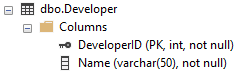 dbo.Developer
Columns
DeveloperID (PK, int, not null)
Name (varchar(50), not null)